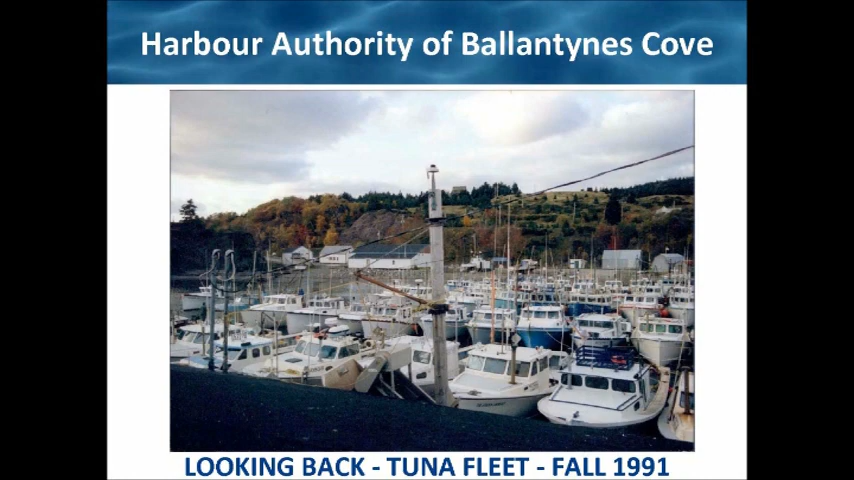 Harbour Authority of Ballantynes Cove
LOOKING BACK - TUNA FLEET - FALL 1991